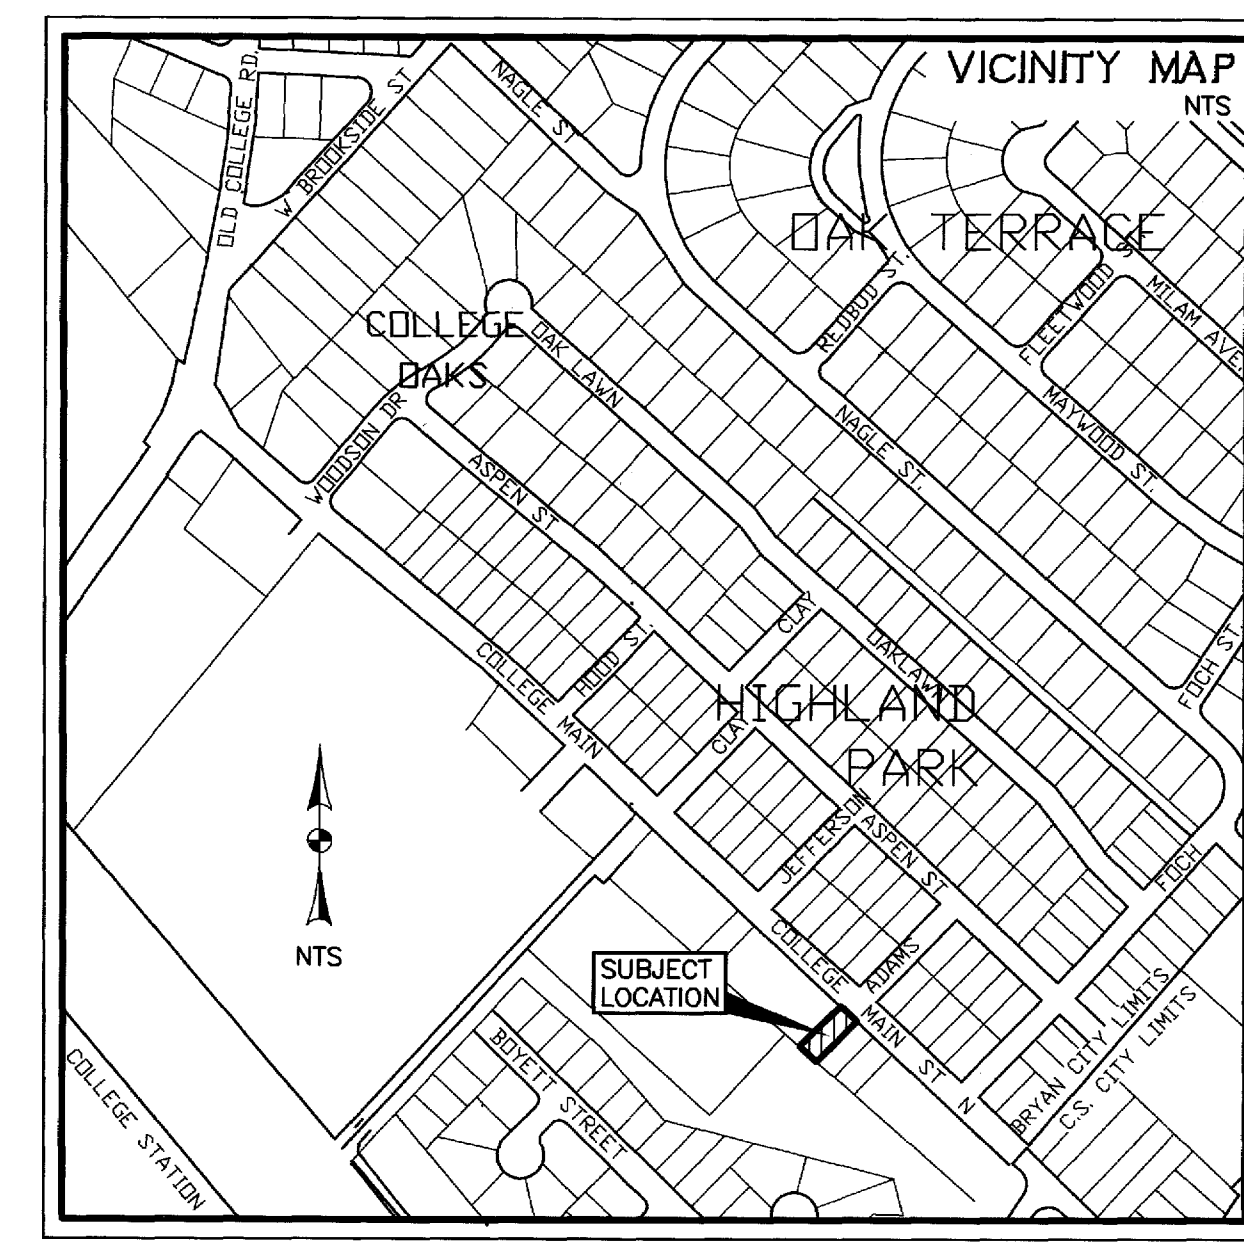 VICINITY MAP
NTS
NAGLE ST
OLD COLLEGE RD.
W BROOKSIDE ST
OAK TERRACE
REDBUD ST.
FLEETWOOD ST
MILAM AVE.
COLLEGE
OAKS
OAK LAWN
WOODSON DR
NAGLE ST.
MAYWOOD ST.
ASPEN ST
CLAY
OAKLAWN
FOCH ST
HOOD ST.
COLLEGE MAIN
HIGHLAND
PARK
CLAY
JEFFERSON
ASPEN ST
FOCH
NTS
COLLEGE MAIN ST N
ADAMS
SUBJECT
LOCATION
BRYAN CITY LIMITS
C.S. CITY LIMITS
BOYETT STREET
COLLEGE STATION